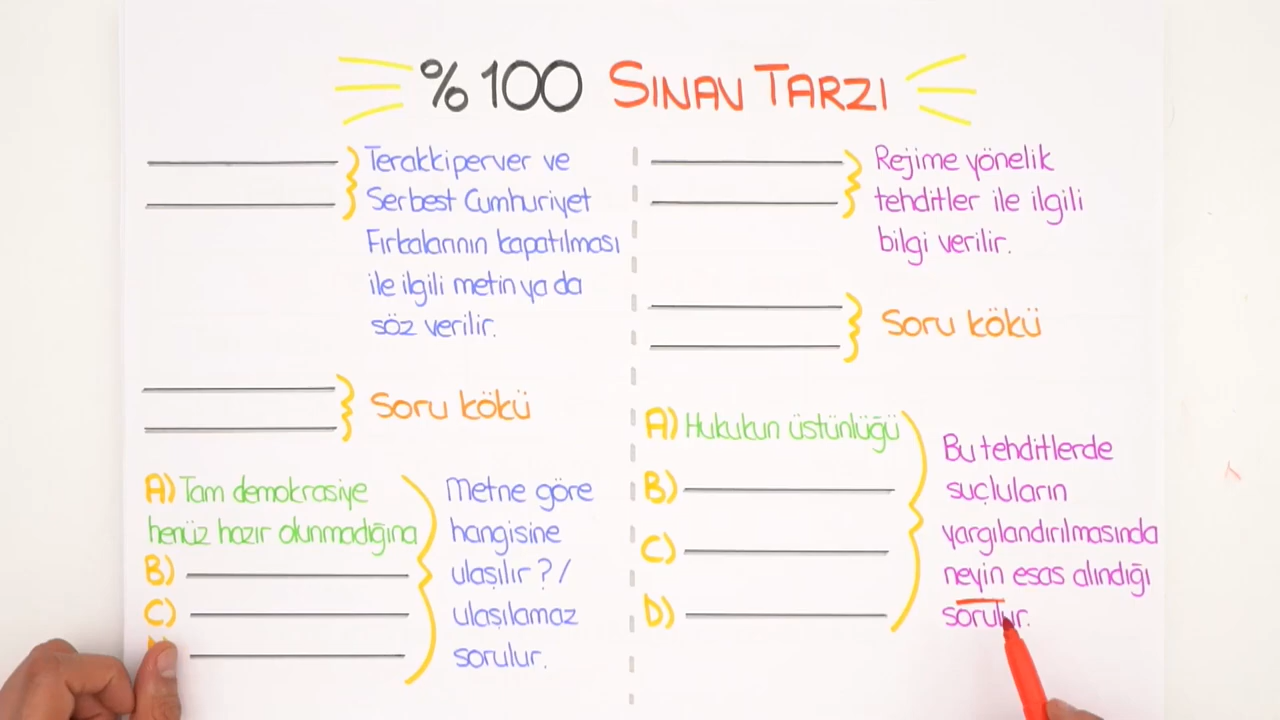 %100 SINAV TARZI
Terakkiperver ve
Serbest Cumhuriyet
Fırkalarının kapatılması
ile ilgili metin ya da
söz verilir.
Soru kökü
A) Tam demokrasiye
henüz hazır olunmadığına
B)
C)
Metne göre
hangisine
ulaşılır ? /
ulaşılamaz
sorulur.
Rejime yönelik
tehditler ile ilgili
bilgi verilir.
Soru kökü
A) Hukukun üstünlüğü
B)
C)
D)
Bu tehditlerde
suçluların
yargılandırılmasında
neyin esas alındığı
sorulur.